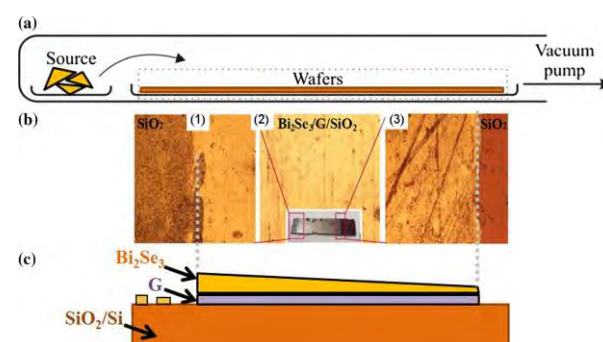 (a)
Source
Wafers
Vacuum
pump
(b)
SiO₂
(1)
(2)
Bi₂Se₃/G/SiO₂
(3)
SiO₂
(c)
Bi₂Se₃
G
SiO₂/Si